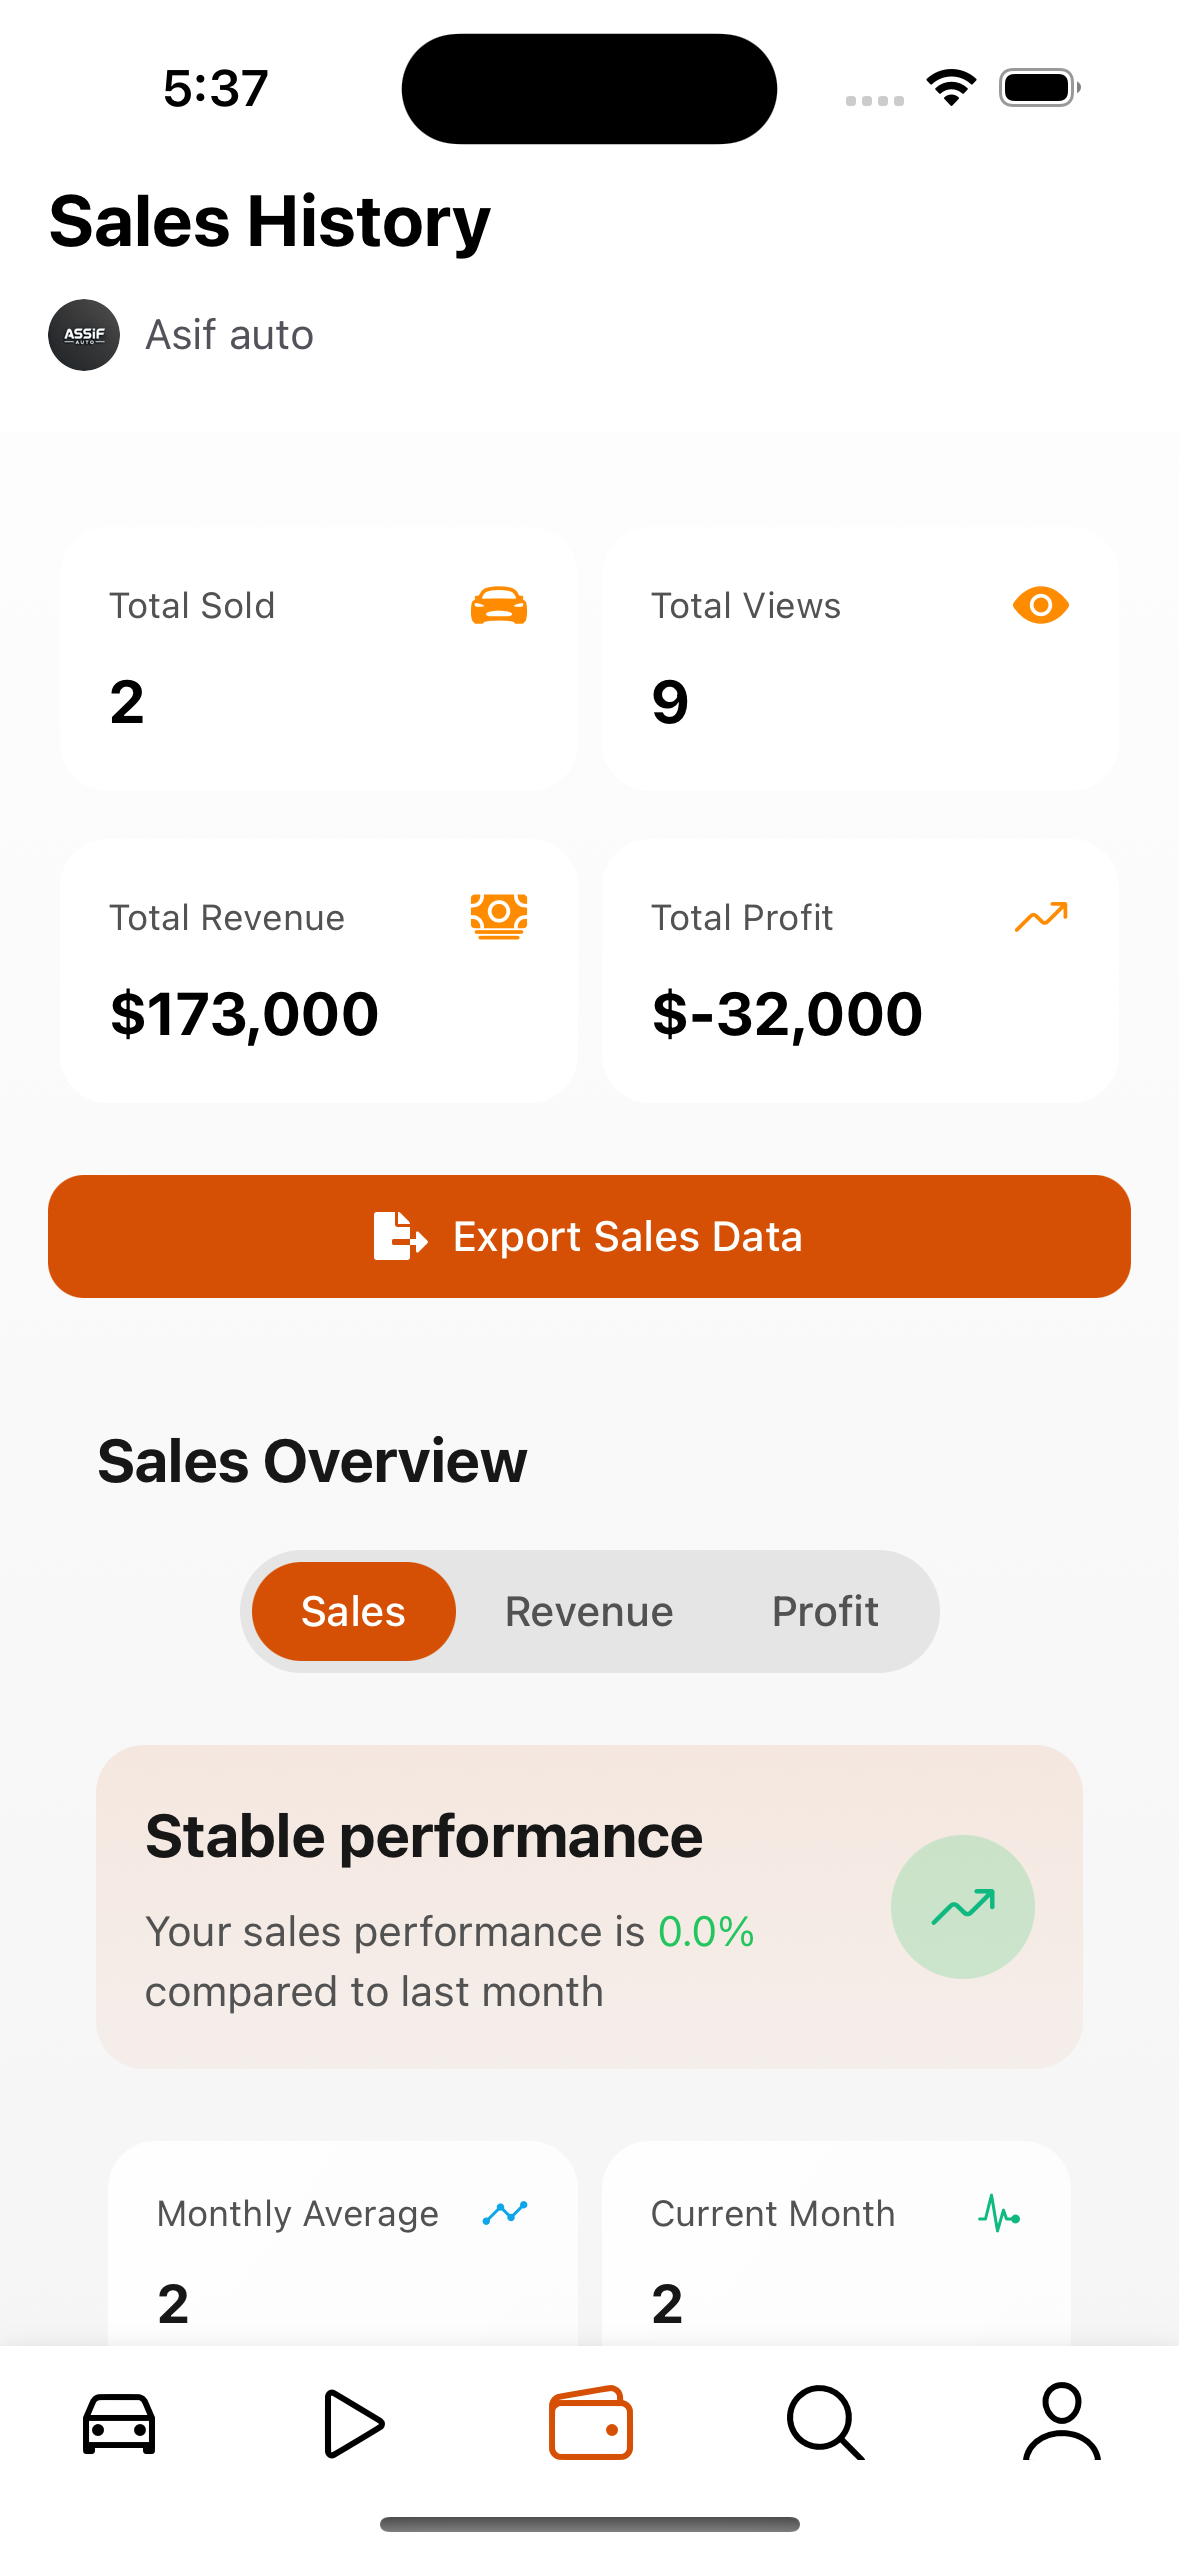 5:37
Sales History
ASSiF
AUTO
Asif auto
Total Sold
2
Total Views
9
Total Revenue
$173,000
Total Profit
$-32,000
Export Sales Data
Sales Overview
Sales Revenue Profit
Stable performance
Your sales performance is 0.0%
compared to last month
Monthly Average
2
Current Month
2